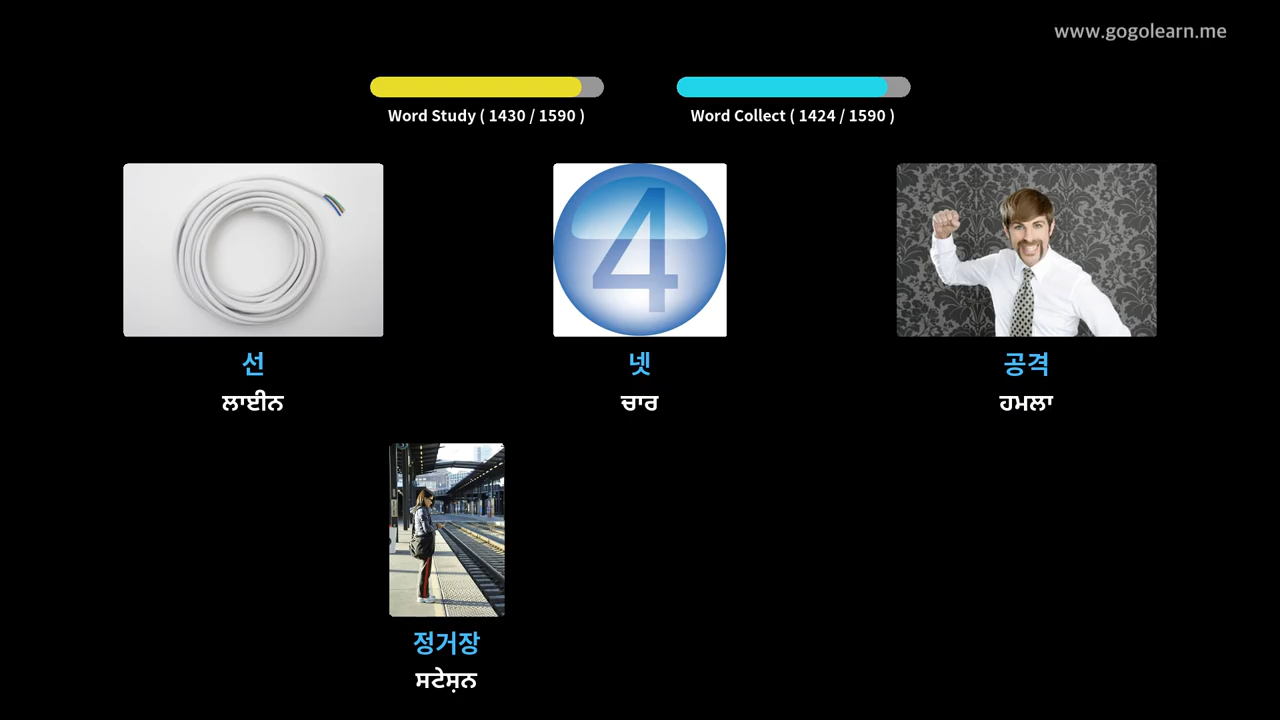 www.gogolearn.me
Word Study ( 1430 / 1590 )
Word Collect ( 1424 / 1590 )
4
선
넷
공격
ਲਾਈਨ
ਚਾਰ
ਹਮਲਾ
정거장
ਸਟੇਸ਼ਨ